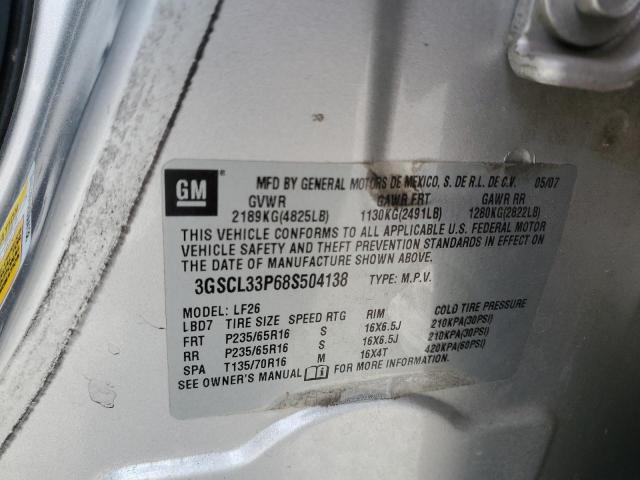 GM
MFD BY GENERAL MOTORS DE MEXICO, S. DE R.L. DE C.V. 05/07
GVWR GAWR FRT GAWR RR
2189KG(4825LB) 1130KG(2491LB) 1280KG(2822LB)
THIS VEHICLE CONFORMS TO ALL APPLICABLE U.S. FEDERAL MOTOR
VEHICLE SAFETY AND THEFT PREVENTION STANDARDS IN EFFECT ON
THE DATE OF MANUFACTURE SHOWN ABOVE.
3GSCL33P68S504138 TYPE: M.P.V.
MODEL: LF26
LBD7 TIRE SIZE SPEED RTG RIM COLD TIRE PRESSURE
FRT P235/65R16 S 16X6.5J 210KPA(30PSI)
RR P235/65R16 S 16X6.5J 210KPA(30PSI)
SPA T135/70R16 M 16X4T 420KPA(60PSI)
SEE OWNER'S MANUAL FOR MORE INFORMATION.